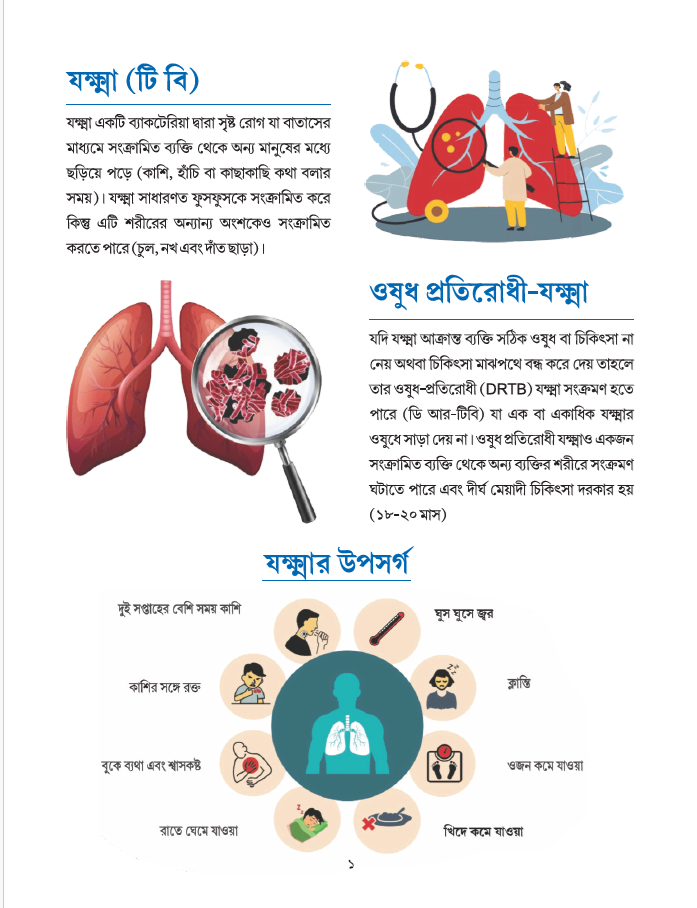 যক্ষ্মা (টি বি)
যক্ষ্মা একটি ব্যাকটেরিয়া দ্বারা সৃষ্ট রোগ যা বাতাসের
মাধ্যমে সংক্রামিত ব্যক্তি থেকে অন্য মানুষের মধ্যে
ছড়িয়ে পড়ে (কাশি, হাঁচি বা কাছাকাছি কথা বলার
সময়)। যক্ষ্মা সাধারণত ফুসফুসকে সংক্রামিত করে
কিন্তু এটি শরীরের অন্যান্য অংশকেও সংক্রামিত
করতে পারে (চুল, নখ এবং দাঁত ছাড়া)।
ওষুধ প্রতিরোধী-যক্ষ্মা
যদি যক্ষ্মা আক্রান্ত ব্যক্তি সঠিক ওষুধ বা চিকিৎসা না
নেয় অথবা চিকিৎসা মাঝপথে বন্ধ করে দেয় তাহলে
তার ওষুধ-প্রতিরোধী (DRTB) যক্ষ্মা সংক্রমণ হতে
পারে (ডি আর-টিবি) যা এক বা একাধিক যক্ষ্মার
ওষুধে সাড়া দেয় না। ওষুধ প্রতিরোধী যক্ষ্মাও একজন
সংক্রামিত ব্যক্তি থেকে অন্য ব্যক্তির শরীরে সংক্রমণ
ঘটাতে পারে এবং দীর্ঘ মেয়াদী চিকিৎসা দরকার হয়
(১৮-২০ মাস)
যক্ষ্মার উপসর্গ
দুই সপ্তাহের বেশি সময় কাশি
ঘুস ঘুসে জ্বর
কাশির সঙ্গে রক্ত
ক্লান্তি
বুকে ব্যথা এবং শ্বাসকষ্ট
ওজন কমে যাওয়া
রাতে ঘেমে যাওয়া
খিদে কমে যাওয়া
১